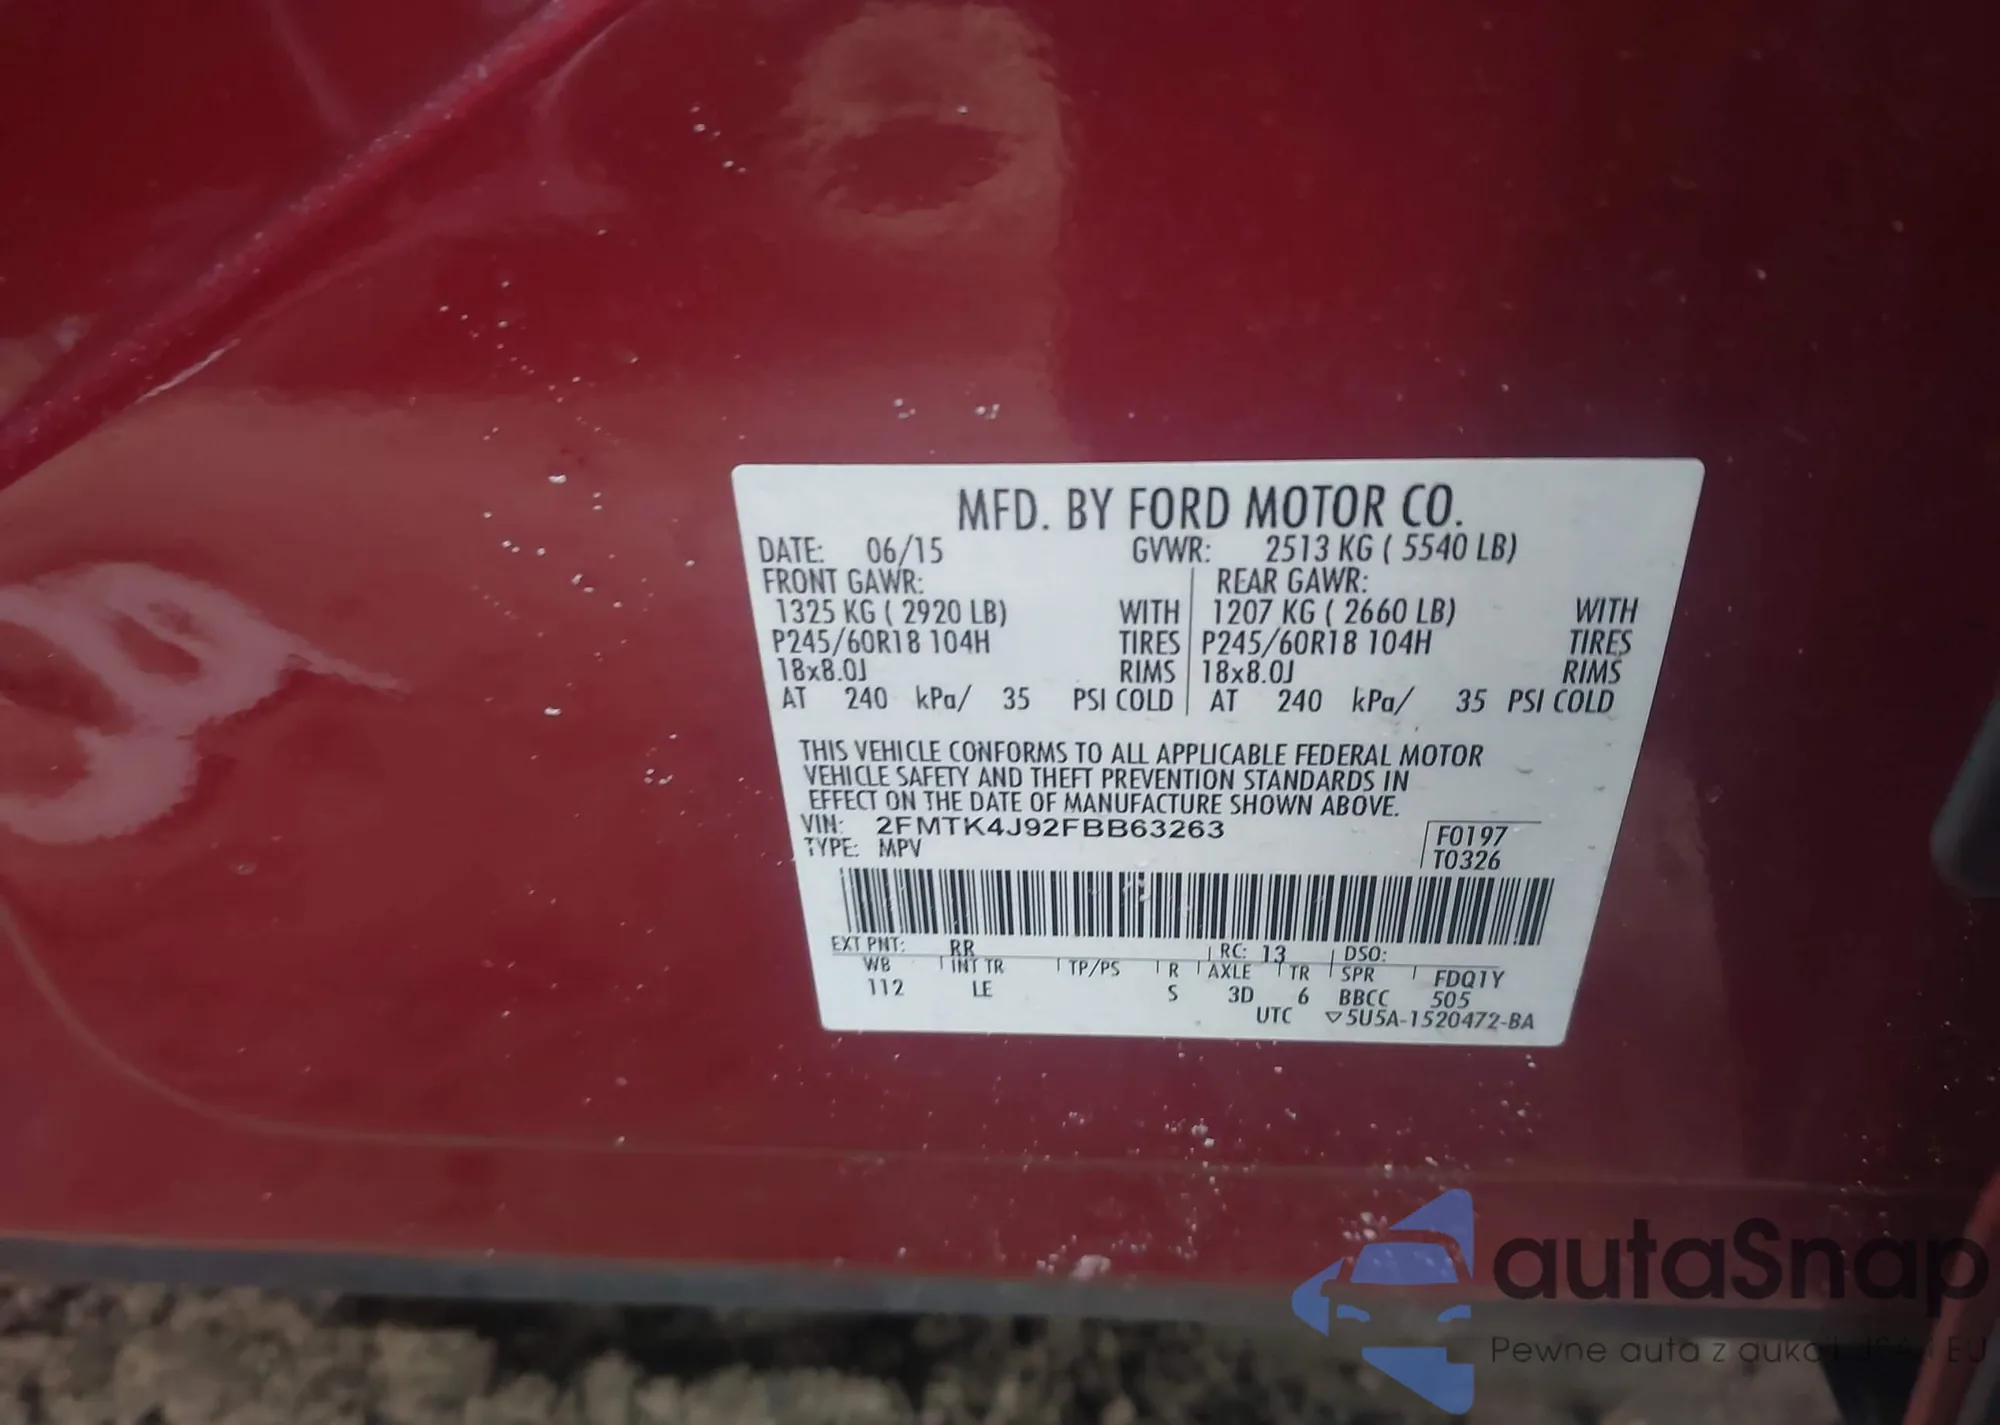 MFD. BY FORD MOTOR CO.
DATE: 06/15 GVWR: 2513 KG ( 5540 LB)
FRONT GAWR: REAR GAWR:
1325 KG ( 2920 LB) WITH 1207 KG ( 2660 LB) WITH
P245/60R18 104H TIRES P245/60R18 104H TIRES
18x8.0J RIMS 18x8.0J RIMS
AT 240 kPa/ 35 PSI COLD AT 240 kPa/ 35 PSI COLD
THIS VEHICLE CONFORMS TO ALL APPLICABLE FEDERAL MOTOR
VEHICLE SAFETY AND THEFT PREVENTION STANDARDS IN
EFFECT ON THE DATE OF MANUFACTURE SHOWN ABOVE.
VIN: 2FMTK4J92FBB63263 F0197
TYPE: MPV T0326
EXT PNT: RR RC: 13 DSO:
WB INT TR TP/PS R AXLE TR SPR FDQ1Y
112 LE S 3D 6 BBCC 505
UTC ▽5U5A-1520472-BA
autaSnap
Pewne auta z aukcji USA i EU